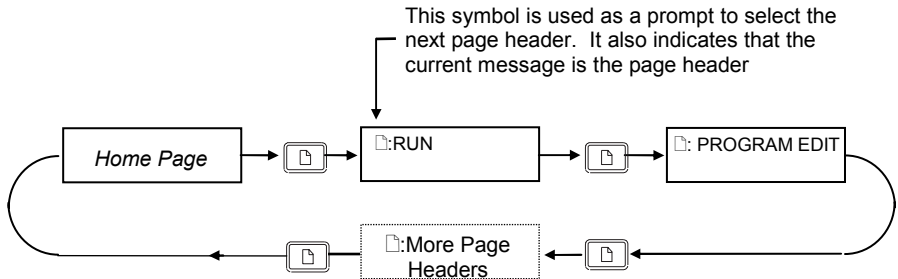 This symbol is used as a prompt to select the
next page header. It also indicates that the
current message is the page header
Home Page
:RUN
: PROGRAM EDIT
:More Page
Headers